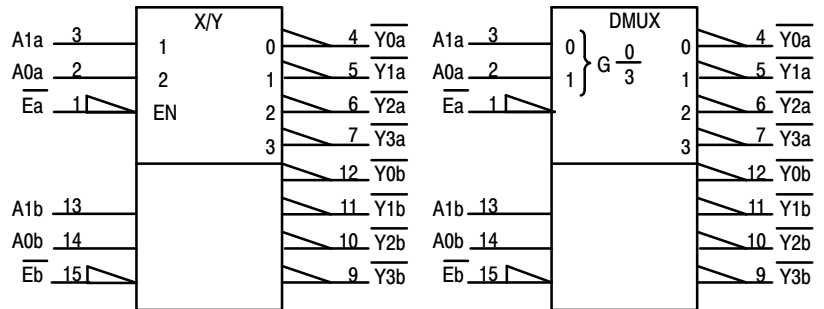 X/Y DMUX
A1a 3 1 0 4 Y0a A1a 3 0 0 4 Y0a
A0a 2 2 1 5 Y1a A0a 2 1 G 0/3 1 5 Y1a
Ea 1 EN 2 6 Y2a Ea 1 2 6 Y2a
3 7 Y3a 3 7 Y3a
12 Y0b 12 Y0b
A1b 13 11 Y1b A1b 13 11 Y1b
A0b 14 10 Y2b A0b 14 10 Y2b
Eb 15 9 Y3b Eb 15 9 Y3b